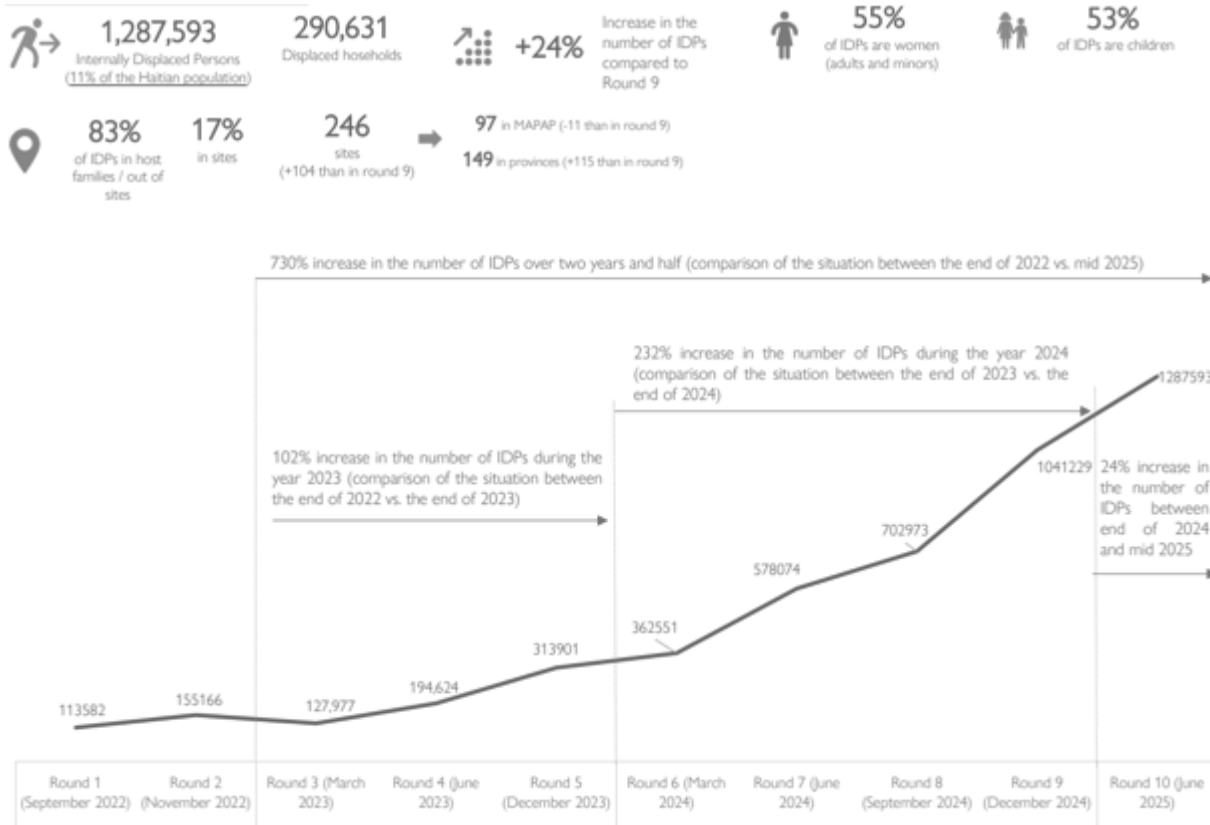 1,287,593
Internally Displaced Persons
(11% of the Haitian population)
290,631
Displaced hoseholds
+24%
Increase in the
number of IDPs
compared to
Round 9
55%
of IDPs are women
(adults and minors)
53%
of IDPs are children
83%
of IDPs in host
families / out of
sites
17%
in sites
246
sites
(+104 than in round 9)
97 in MAPAP (-11 than in round 9)
149 in provinces (+115 than in round 9)
730% increase in the number of IDPs over two years and half (comparison of the situation between the end of 2022 vs. mid 2025)
232% increase in the number of IDPs during the year 2024
(comparison of the situation between the end of 2023 vs. the
end of 2024)
102% increase in the number of IDPs during the
year 2023 (comparison of the situation between
the end of 2022 vs. the end of 2023)
24% increase in
the number of
IDPs between
end of 2024
and mid 2025
113582
155166
127,977
194,624
313901
362551
578074
702973
1041229
1287593
Round 1
(September 2022)
Round 2
(November 2022)
Round 3 (March
2023)
Round 4 (June
2023)
Round 5
(December 2023)
Round 6 (March
2024)
Round 7 (June
2024)
Round 8
(September 2024)
Round 9
(December 2024)
Round 10 (June
2025)